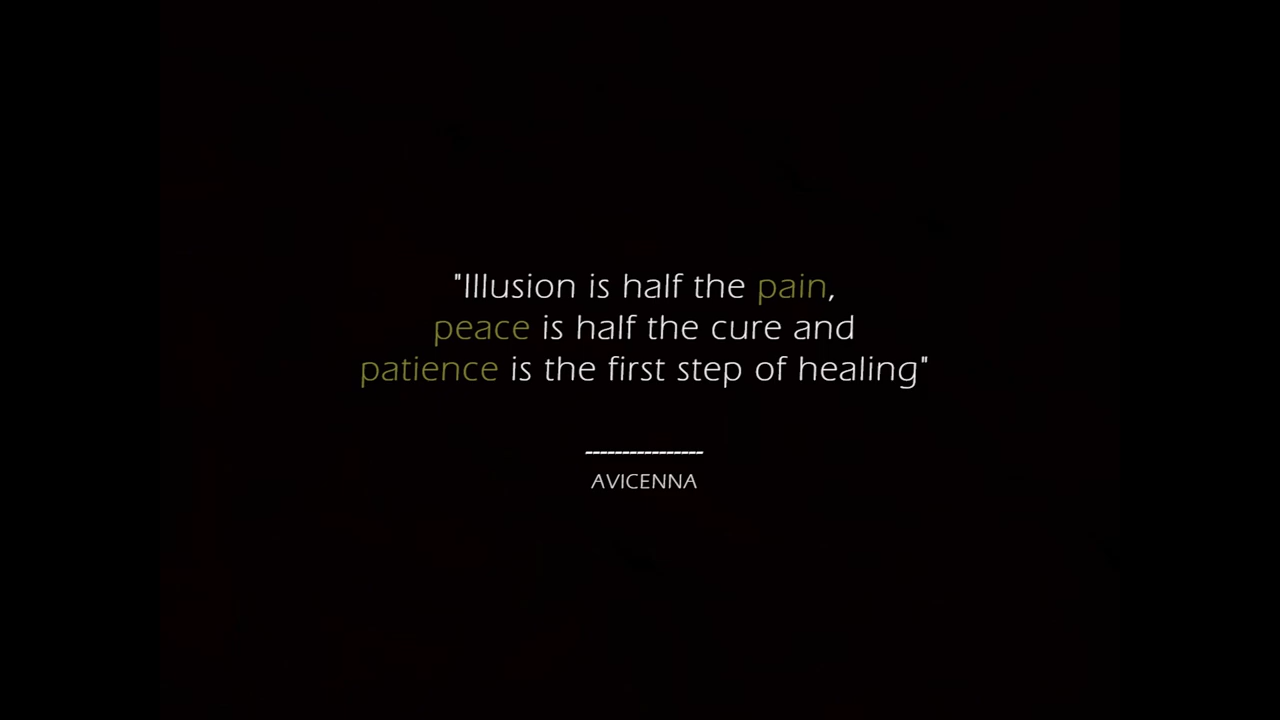 "Illusion is half the pain,
peace is half the cure and
patience is the first step of healing"
----------------
AVICENNA